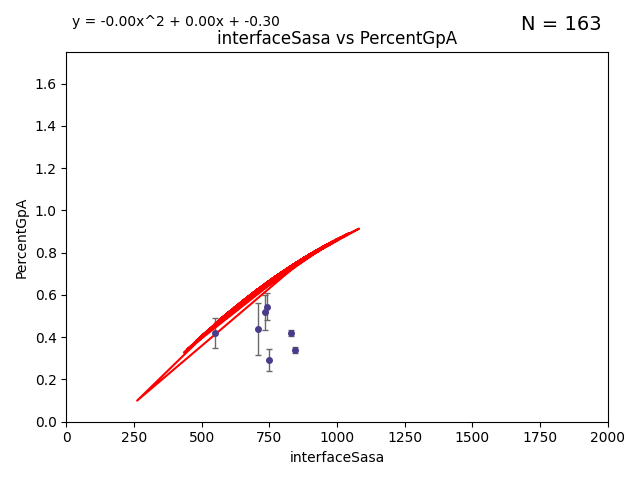 y = -0.00x^2 + 0.00x + -0.30
N = 163
interfaceSasa vs PercentGpA
PercentGpA
1.6
1.4
1.2
1.0
0.8
0.6
0.4
0.2
0.0
0 250 500 750 1000 1250 1500 1750 2000
interfaceSasa